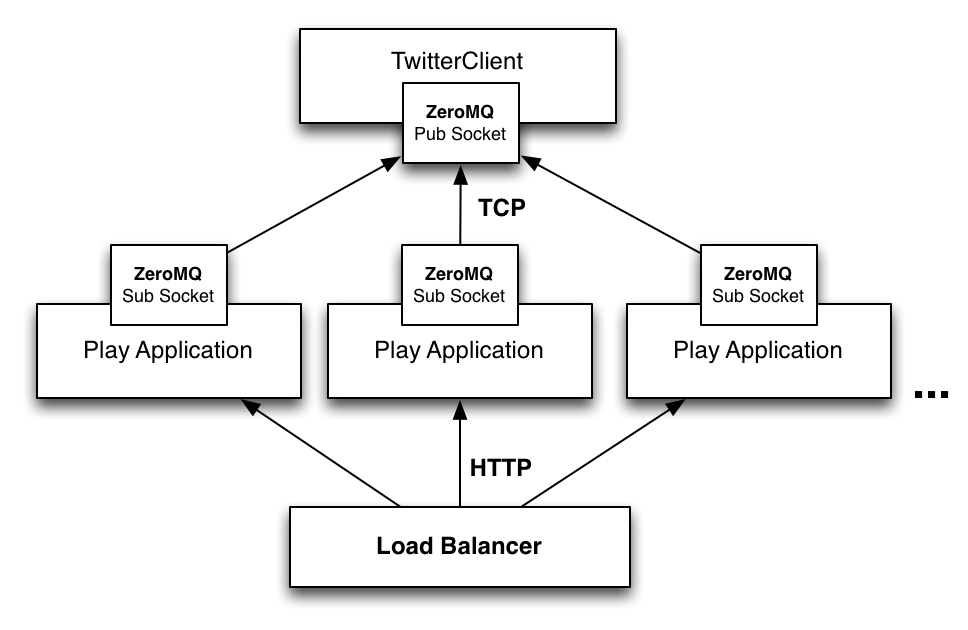 TwitterClient
ZeroMQ
Pub Socket
TCP
ZeroMQ
Sub Socket
Play Application
ZeroMQ
Sub Socket
Play Application
ZeroMQ
Sub Socket
Play Application
...
HTTP
Load Balancer